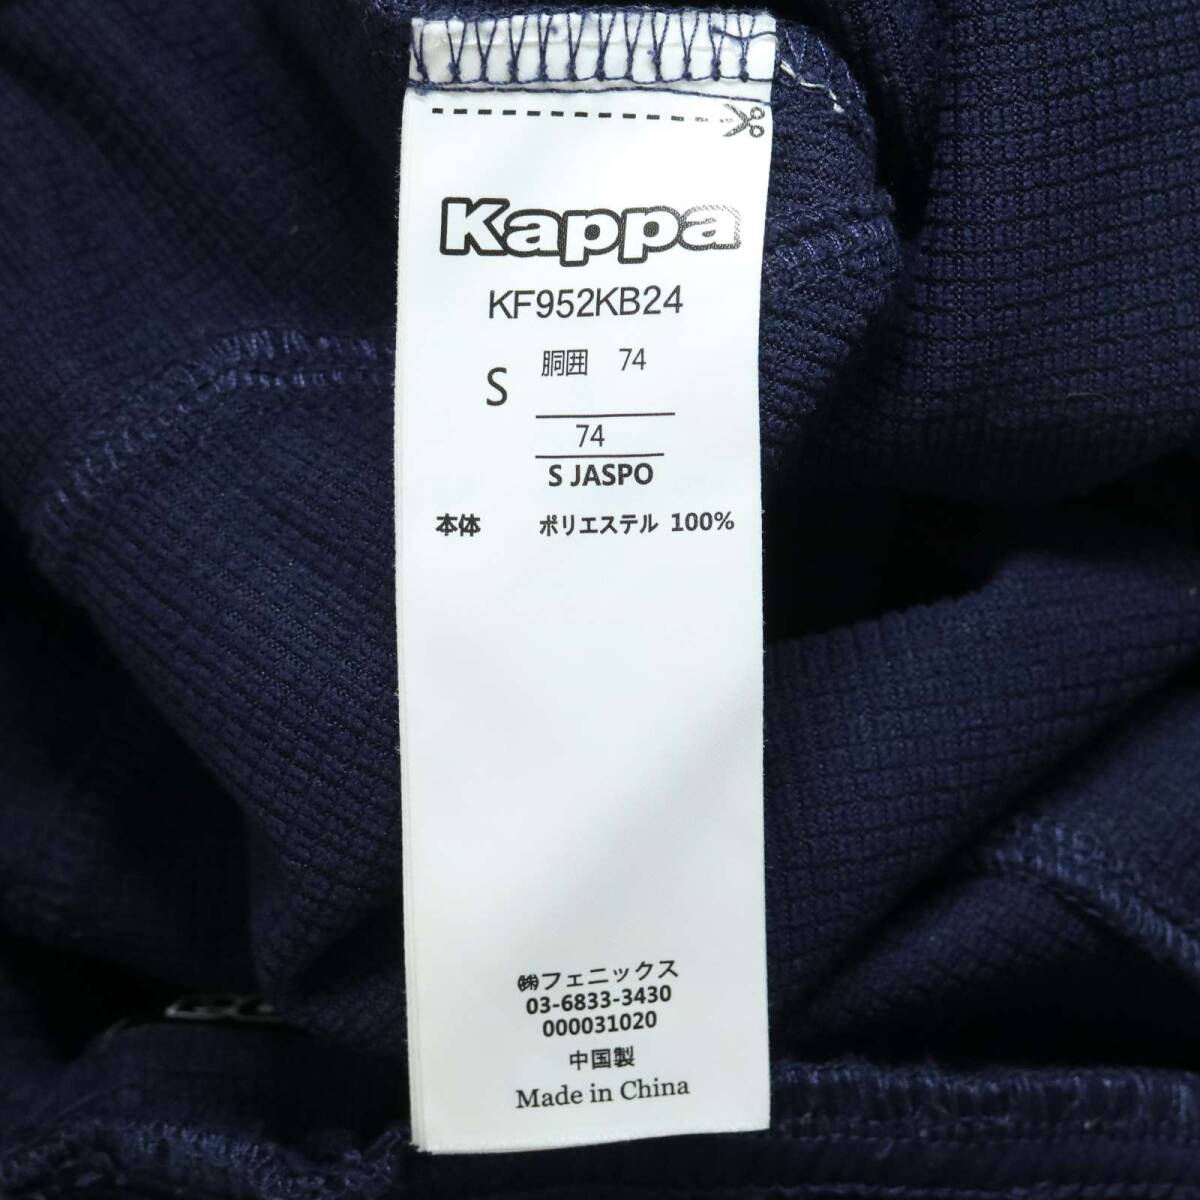 Kappa
KF952KB24
S
胴囲 74
74
S JASPO
本体 ポリエステル 100%
㈱フェニックス
03-6833-3430
000031020
中国製
Made in China